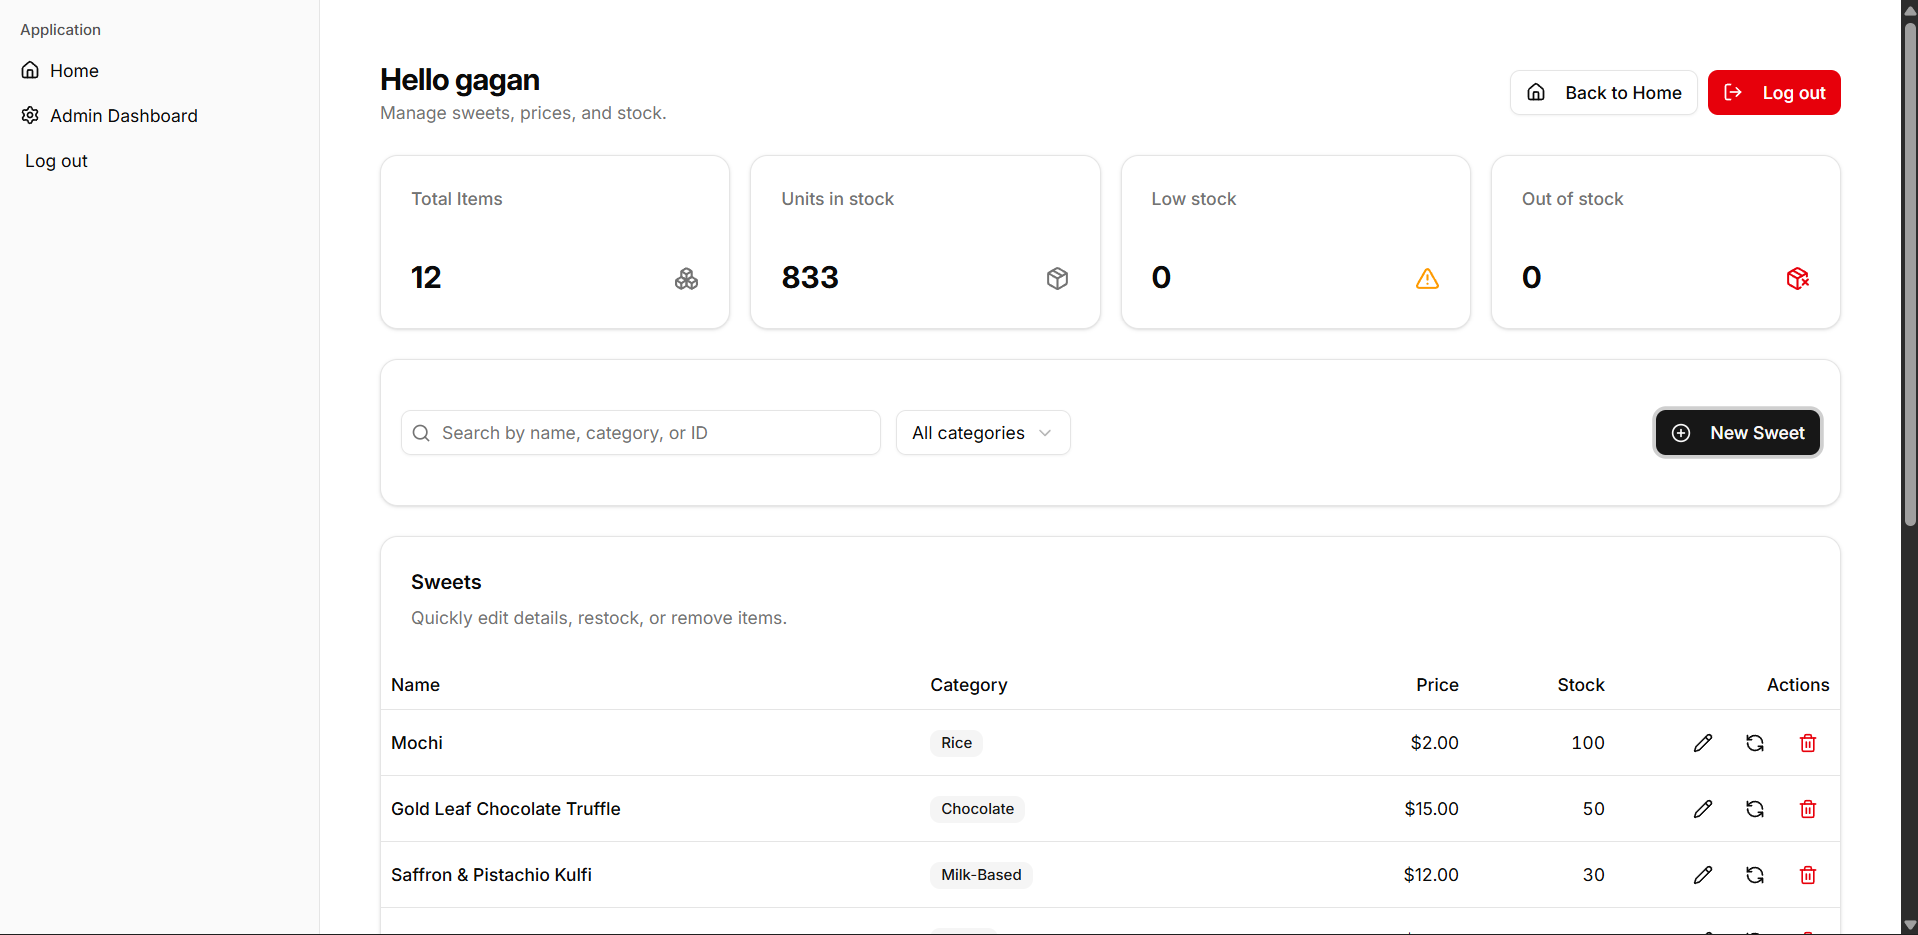 Application
Home
Admin Dashboard
Log out
Hello gagan
Manage sweets, prices, and stock.
Back to Home
Log out
Total Items
12
Units in stock
833
Low stock
0
Out of stock
0
Search by name, category, or ID
All categories
New Sweet
Sweets
Quickly edit details, restock, or remove items.
Name Category Price Stock Actions
Mochi Rice $2.00 100
Gold Leaf Chocolate Truffle Chocolate $15.00 50
Saffron & Pistachio Kulfi Milk-Based $12.00 30